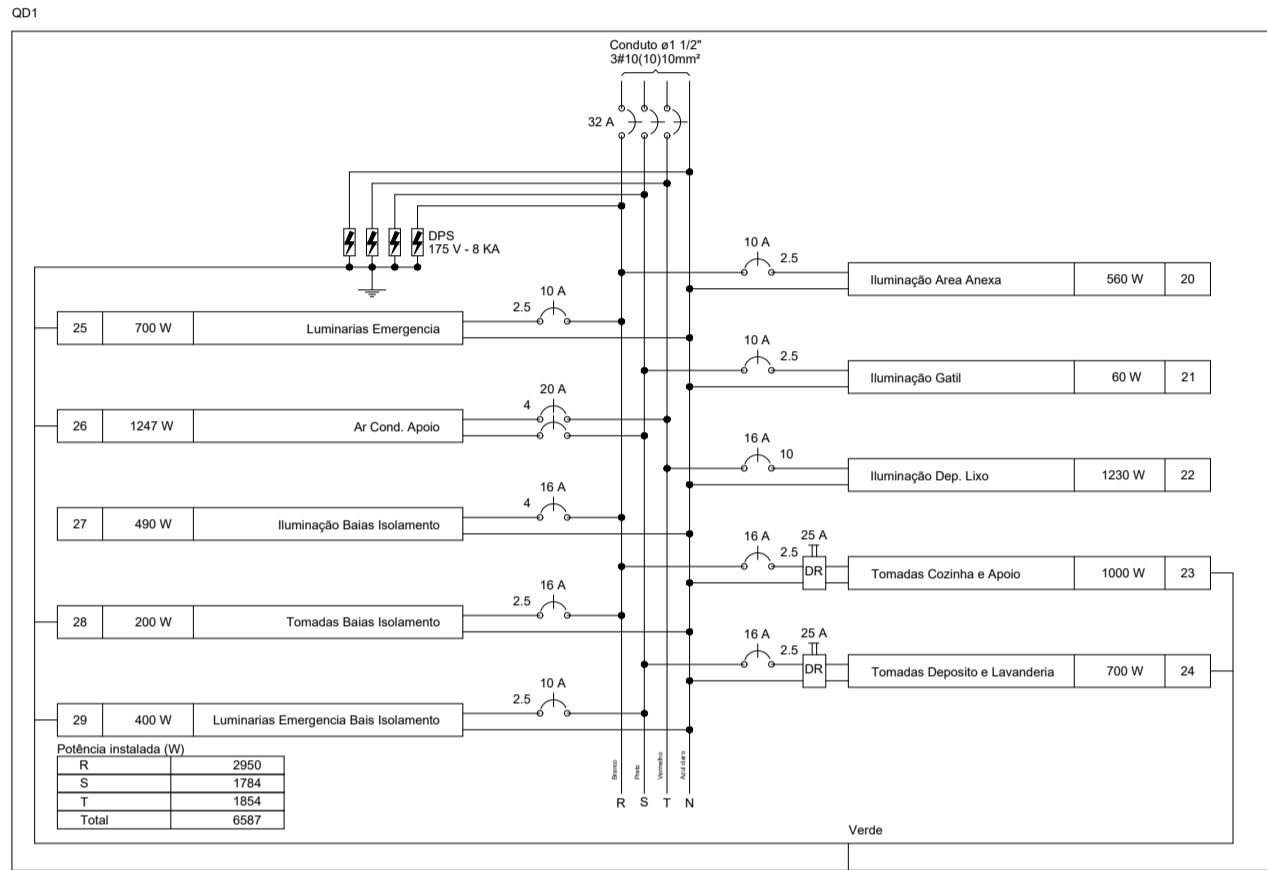 QD1
Conduto ø1 1/2"
3#10(10)10mm²
32 A
DPS
175 V - 8 KA
10 A
2.5
Iluminação Area Anexa 560 W 20
10 A
2.5
25 700 W Luminarias Emergencia
10 A
2.5
Iluminação Gatil 60 W 21
20 A
4
26 1247 W Ar Cond. Apoio
16 A
10
Iluminação Dep. Lixo 1230 W 22
16 A
4
27 490 W Iluminação Baias Isolamento
16 A
2.5
25 A
DR
Tomadas Cozinha e Apoio 1000 W 23
16 A
2.5
28 200 W Tomadas Baias Isolamento
16 A
2.5
25 A
DR
Tomadas Deposito e Lavanderia 700 W 24
10 A
2.5
29 400 W Luminarias Emergencia Bais Isolamento
Potência instalada (W)
R 2950
S 1784
T 1854
Total 6587
Branco
Preto
Vermelho
Azul claro
R S T N
Verde